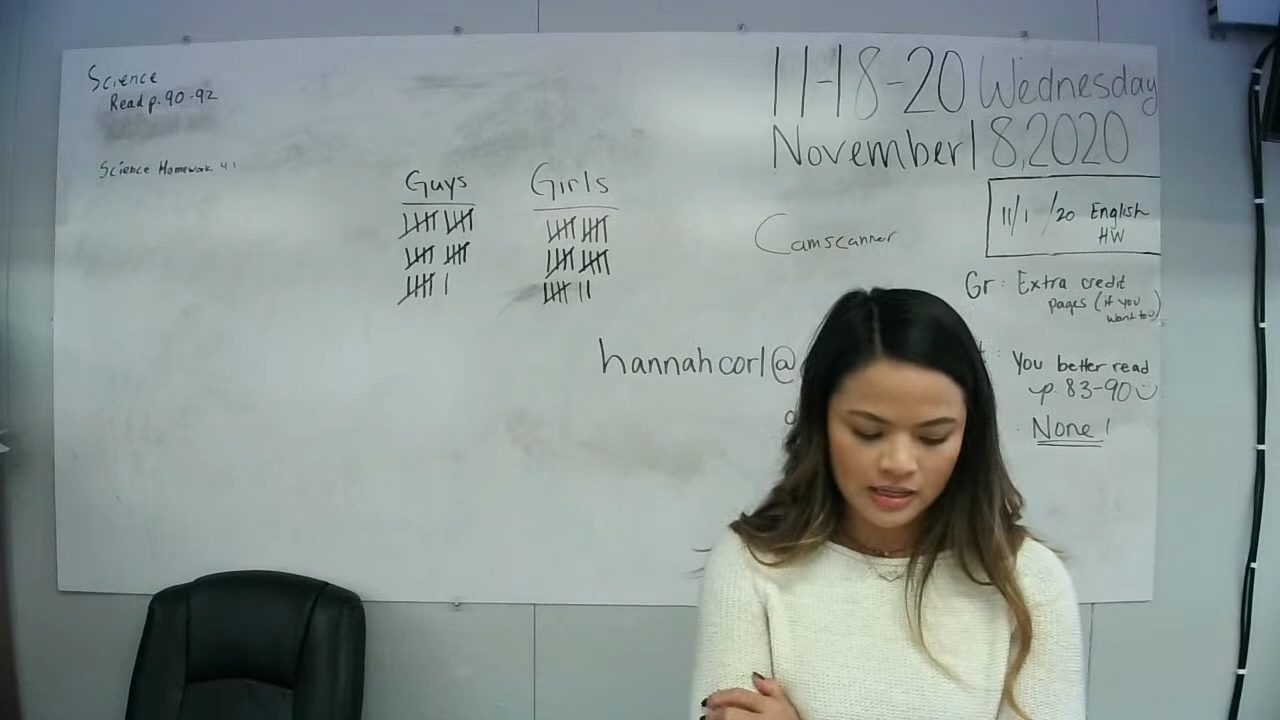 Science
Read p. 90-92
Science Homework 4.1
Guys
Girls
11-18-20 Wednesday
November 18, 2020
Camscanner
11/1 /20 English
HW
Gr: Extra credit
pages (if you
want to)
hannahcorl@
You better read
p. 83-90
None!